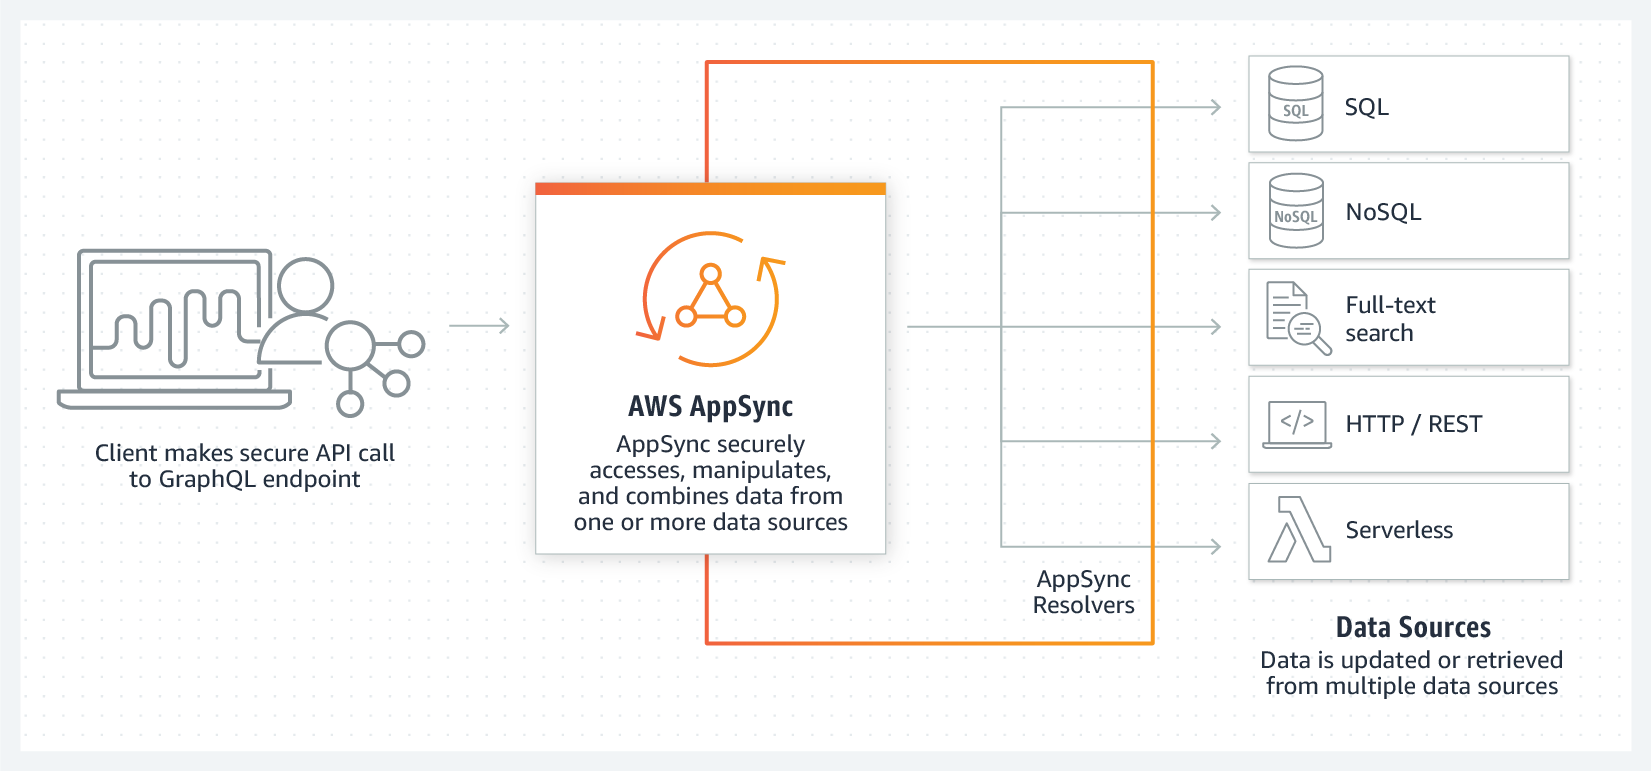 Client makes secure API call
to GraphQL endpoint
AWS AppSync
AppSync securely
accesses, manipulates,
and combines data from
one or more data sources
AppSync
Resolvers
SQL
SQL
NoSQL
NoSQL
Full-text
search
</>
HTTP / REST
Serverless
Data Sources
Data is updated or retrieved
from multiple data sources